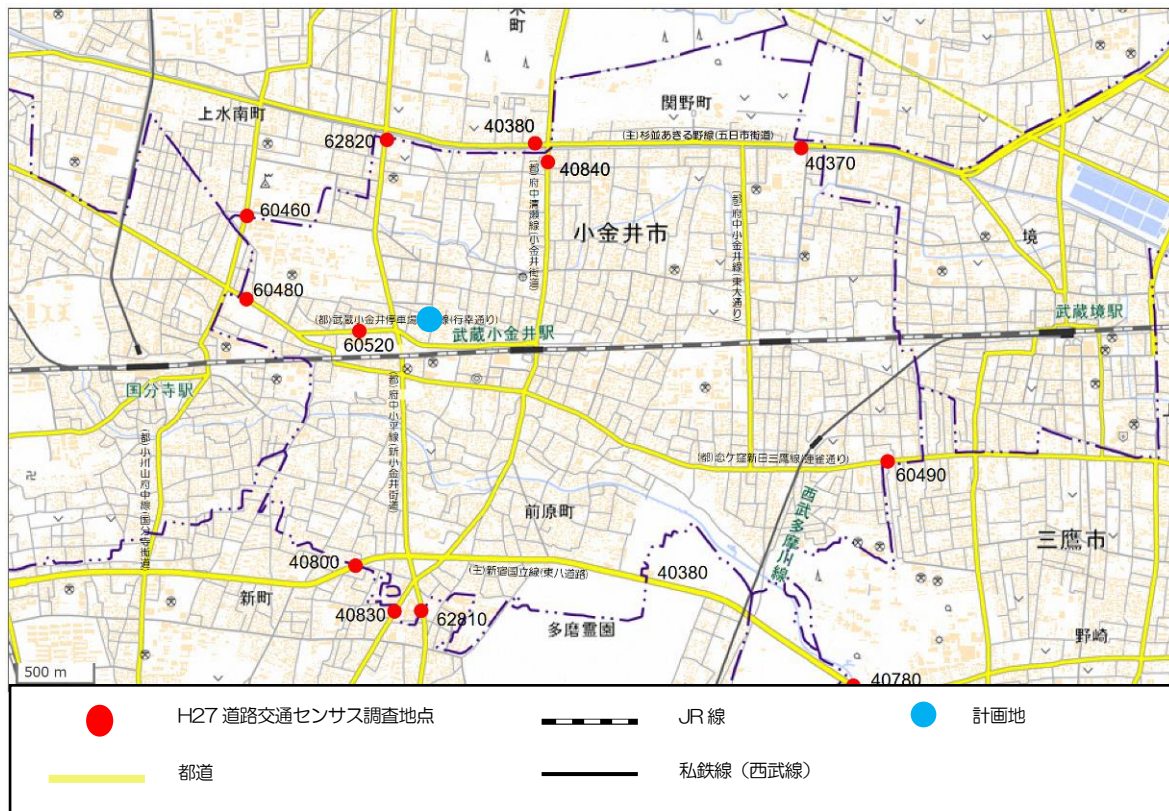 木町
関野町
上水南町
40380
(主)杉並あきる野線(五日市街道)
62820
40840
40370
(都)府中清瀬線(小金井街道)
(都)府中小金井線(東大通り)
60460
小金井市
境
60480
(都)武蔵小金井停車場
線(行幸通り)
武蔵小金井駅
武蔵境駅
60520
国分寺駅
(都)府中小平線(新小金井街道)
(都)小川山府中線(国分寺街道)
(都)恋ケ窪新田三鷹線(連雀通り)
60490
西武多摩川線
前原町
三鷹市
40800
(主)新宿国立線(東八道路)
40380
新町
40830
62810
多磨霊園
野崎
500 m
40780
H27 道路交通センサス調査地点
JR 線
計画地
都道
私鉄線（西武線）